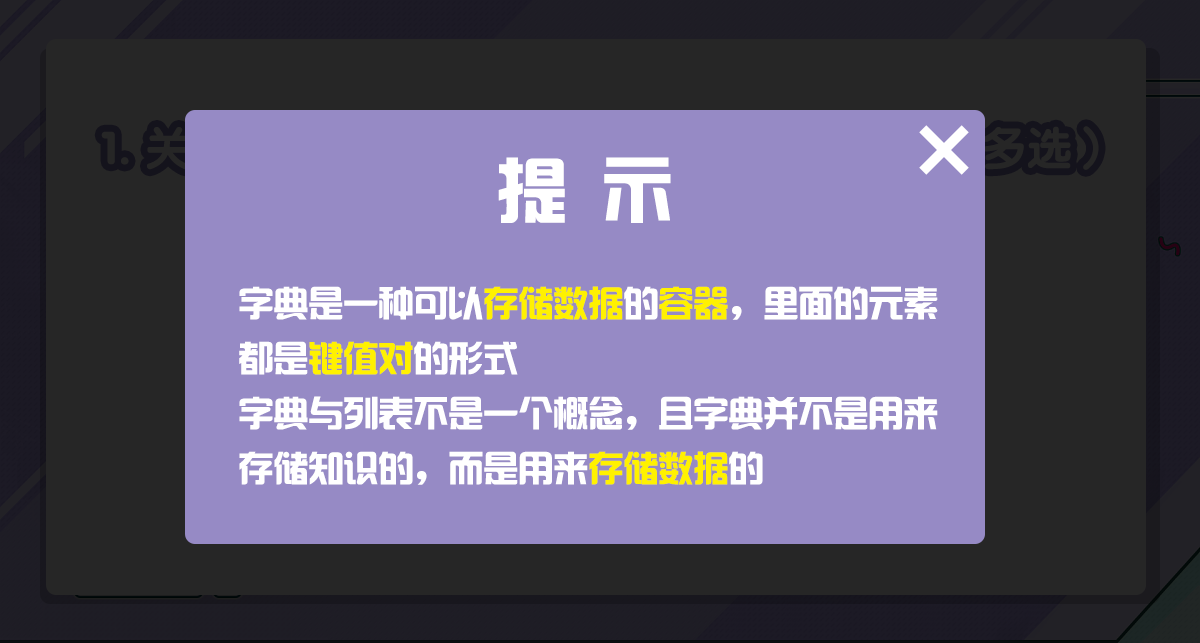 1.关
多选)
提示
字典是一种可以存储数据的容器，里面的元素
都是键值对的形式
字典与列表不是一个概念，且字典并不是用来
存储知识的，而是用来存储数据的